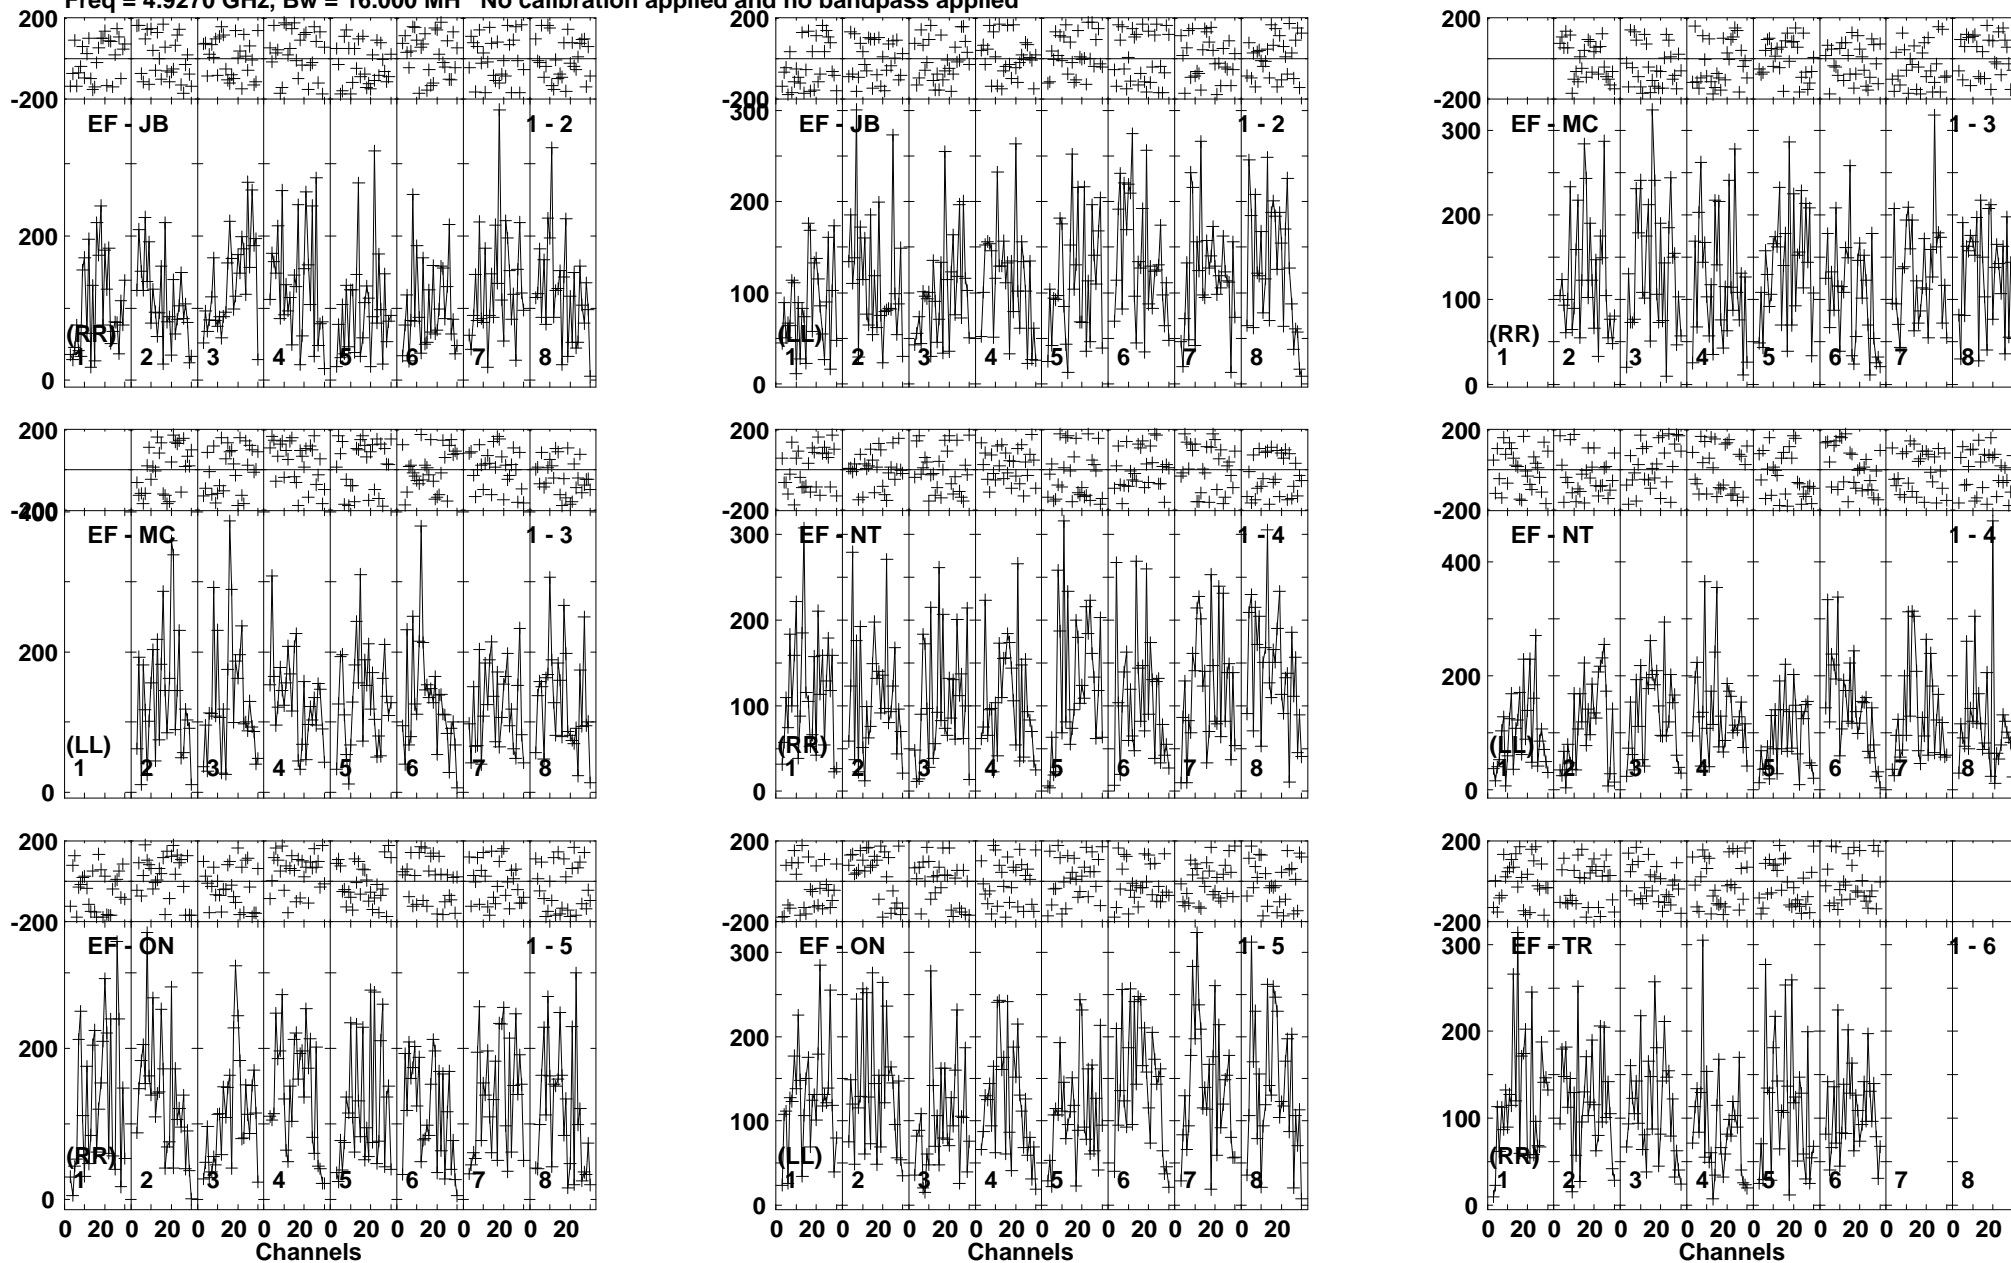 Freq = 4.9270 GHz, Bw = 16.000 MH No calibration applied and no bandpass applied
200 200 200
-200 -200 -200
EF - JB 1 - 2 300 EF - JB 1 - 2 300 EF - MC 1 - 3
200 200 200
100 100
(RR) (LL) (RR)
1 2 3 4 5 6 7 8 1 2 3 4 5 6 7 8 1 2 3 4 5 6 7 8
0 0 0
200 200 200
-200 -200 -200
400 EF - MC 1 - 3 300 EF - NT 1 - 4 EF - NT 1 - 4
400
200 200 200
100
(LL) (RR) (LL)
1 2 3 4 5 6 7 8 1 2 3 4 5 6 7 8 1 2 3 4 5 6 7 8
0 0 0
200 200 200
-200 -200 -200
EF - ON 1 - 5 300 EF - ON 1 - 5 300 EF - TR 1 - 6
200 200 200
100 100
(RR) (LL) (RR)
1 2 3 4 5 6 7 8 1 2 3 4 5 6 7 8 1 2 3 4 5 6 7 8
0 0 0
0 20 0 20 0 20 0 20 0 20 0 20 0 20 0 20 0 20 0 20 0 20 0 20 0 20 0 20 0 20 0 20 0 20 0 20 0 20 0 20 0 20 0 20 0 20 0 20
Channels Channels Channels